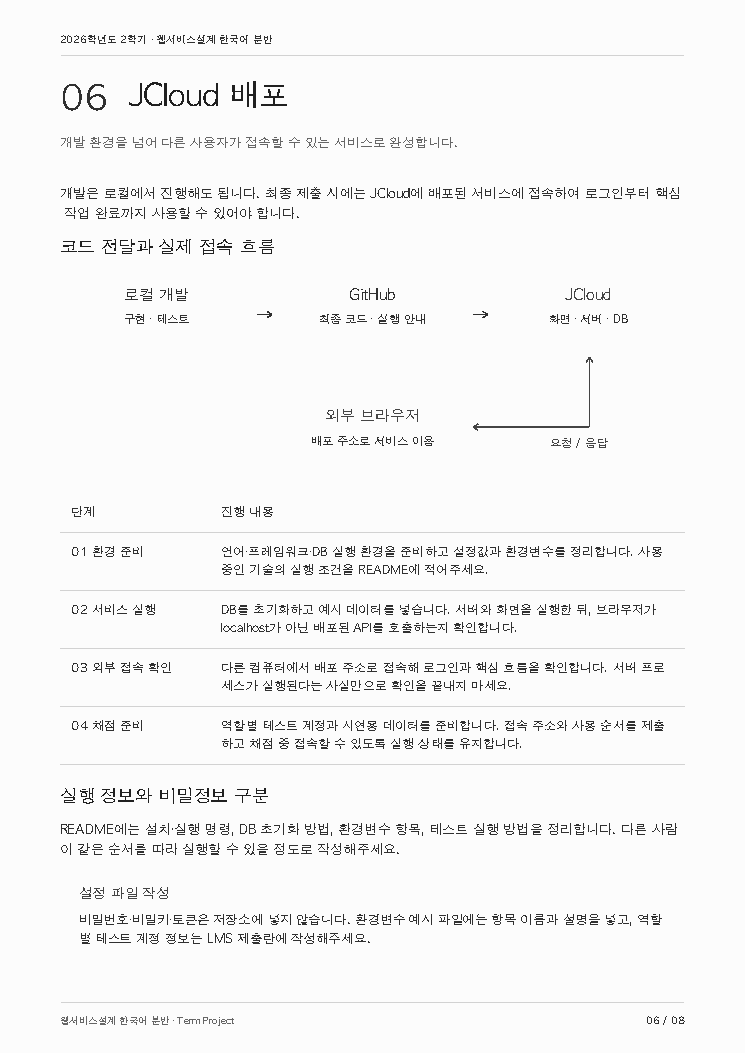 2026학년도 2학기 · 웹서비스설계 한국어 분반
06 JCloud 배포
개발 환경을 넘어 다른 사용자가 접속할 수 있는 서비스로 완성합니다.
개발은 로컬에서 진행해도 됩니다. 최종 제출 시에는 JCloud에 배포된 서비스에 접속하여 로그인부터 핵심
작업 완료까지 사용할 수 있어야 합니다.
코드 전달과 실제 접속 흐름
로컬 개발 → GitHub → JCloud
구현 · 테스트 최종 코드 · 실행 안내 화면 · 서버 · DB
외부 브라우저
배포 주소로 서비스 이용 요청 / 응답
단계 진행 내용
01 환경 준비 언어·프레임워크·DB 실행 환경을 준비하고 설정값과 환경변수를 정리합니다. 사용
중인 기술의 실행 조건을 README에 적어주세요.
02 서비스 실행 DB를 초기화하고 예시 데이터를 넣습니다. 서버와 화면을 실행한 뒤, 브라우저가
localhost가 아닌 배포된 API를 호출하는지 확인합니다.
03 외부 접속 확인 다른 컴퓨터에서 배포 주소로 접속해 로그인과 핵심 흐름을 확인합니다. 서버 프로
세스가 실행된다는 사실만으로 확인을 끝내지 마세요.
04 채점 준비 역할별 테스트 계정과 시연용 데이터를 준비합니다. 접속 주소와 사용 순서를 제출
하고 채점 중 접속할 수 있도록 실행 상태를 유지합니다.
실행 정보와 비밀정보 구분
README에는 설치·실행 명령, DB 초기화 방법, 환경변수 항목, 테스트 실행 방법을 정리합니다. 다른 사람
이 같은 순서를 따라 실행할 수 있을 정도로 작성해주세요.
설정 파일 작성
비밀번호·비밀키·토큰은 저장소에 넣지 않습니다. 환경변수 예시 파일에는 항목 이름과 설명을 넣고, 역할
별 테스트 계정 정보는 LMS 제출란에 작성해주세요.
웹서비스설계 한국어 분반 · Term Project 06 / 08